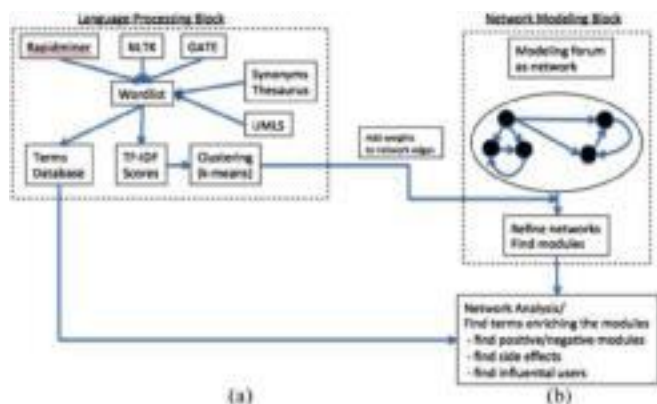 Language Processing Block
Rapidminer
NLTK
GATE
Wordlist
Synonyms
Thesaurus
UMLS
Terms
Database
TF-IDF
Scores
Clustering
(k-means)
(a)
Add weights
to network edges
Network Modeling Block
Modeling forum
as network
Refine networks
Find modules
Network Analysis/
Find terms enriching the modules
- find positive/negative modules
- find side effects
- find influential users
(b)